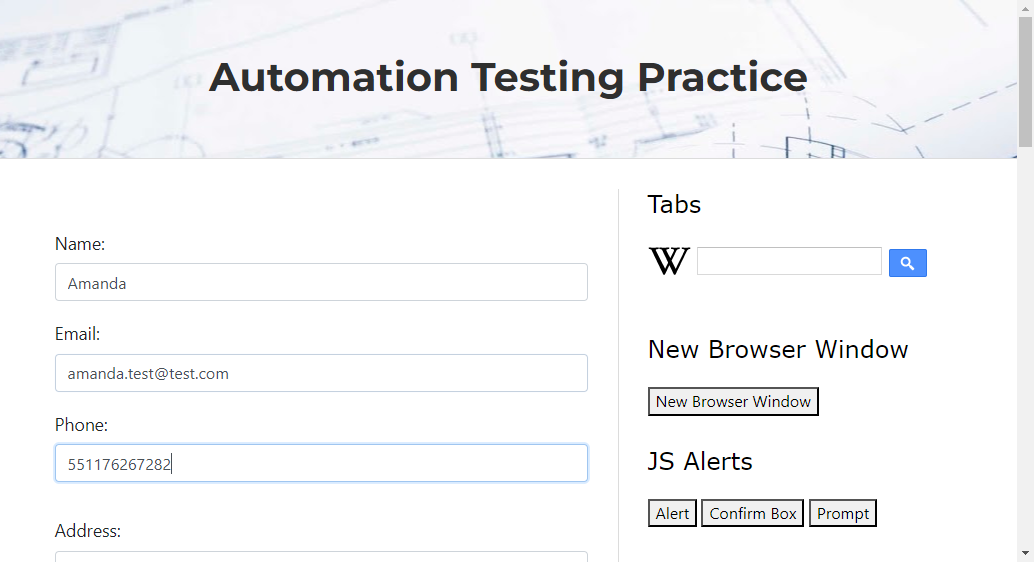 Automation Testing Practice
Name:
Amanda
Email:
amanda.test@test.com
Phone:
551176267282
Address:
Tabs
W
New Browser Window
New Browser Window
JS Alerts
Alert Confirm Box Prompt